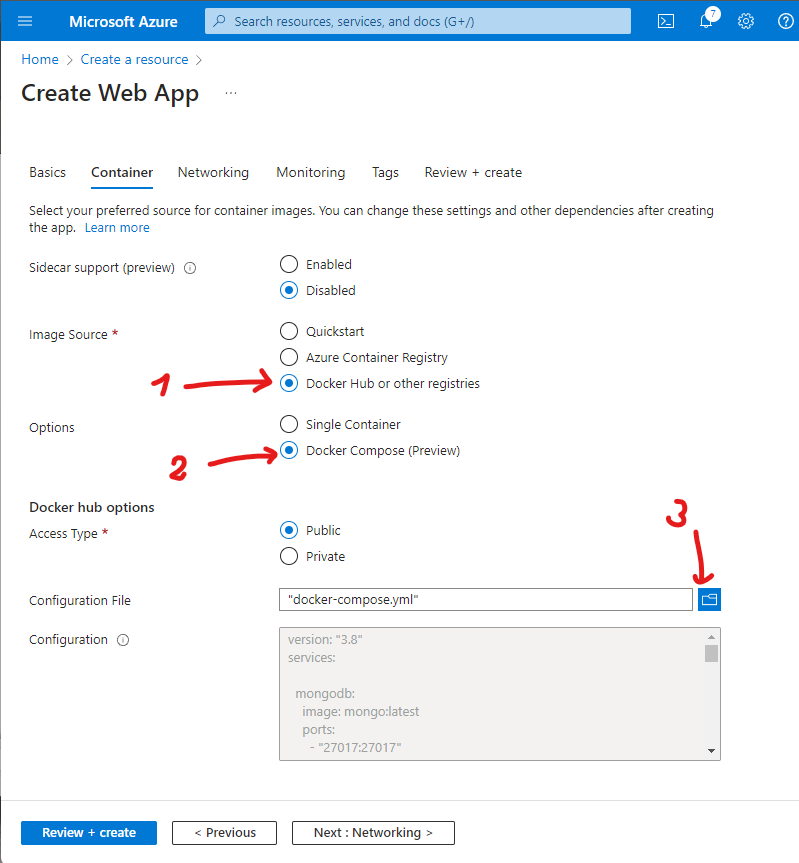 Microsoft Azure
Search resources, services, and docs (G+/)
7
Home > Create a resource >
Create Web App ...
Basics Container Networking Monitoring Tags Review + create
Select your preferred source for container images. You can change these settings and other dependencies after creating
the app. Learn more
Sidecar support (preview)
Enabled
Disabled
Image Source *
Quickstart
Azure Container Registry
1
Docker Hub or other registries
Options
Single Container
2
Docker Compose (Preview)
Docker hub options
Access Type *
Public
Private
3
Configuration File
"docker-compose.yml"
Configuration
version: "3.8"
services:
mongodb:
image: mongo:latest
ports:
- "27017:27017"
Review + create
< Previous
Next : Networking >